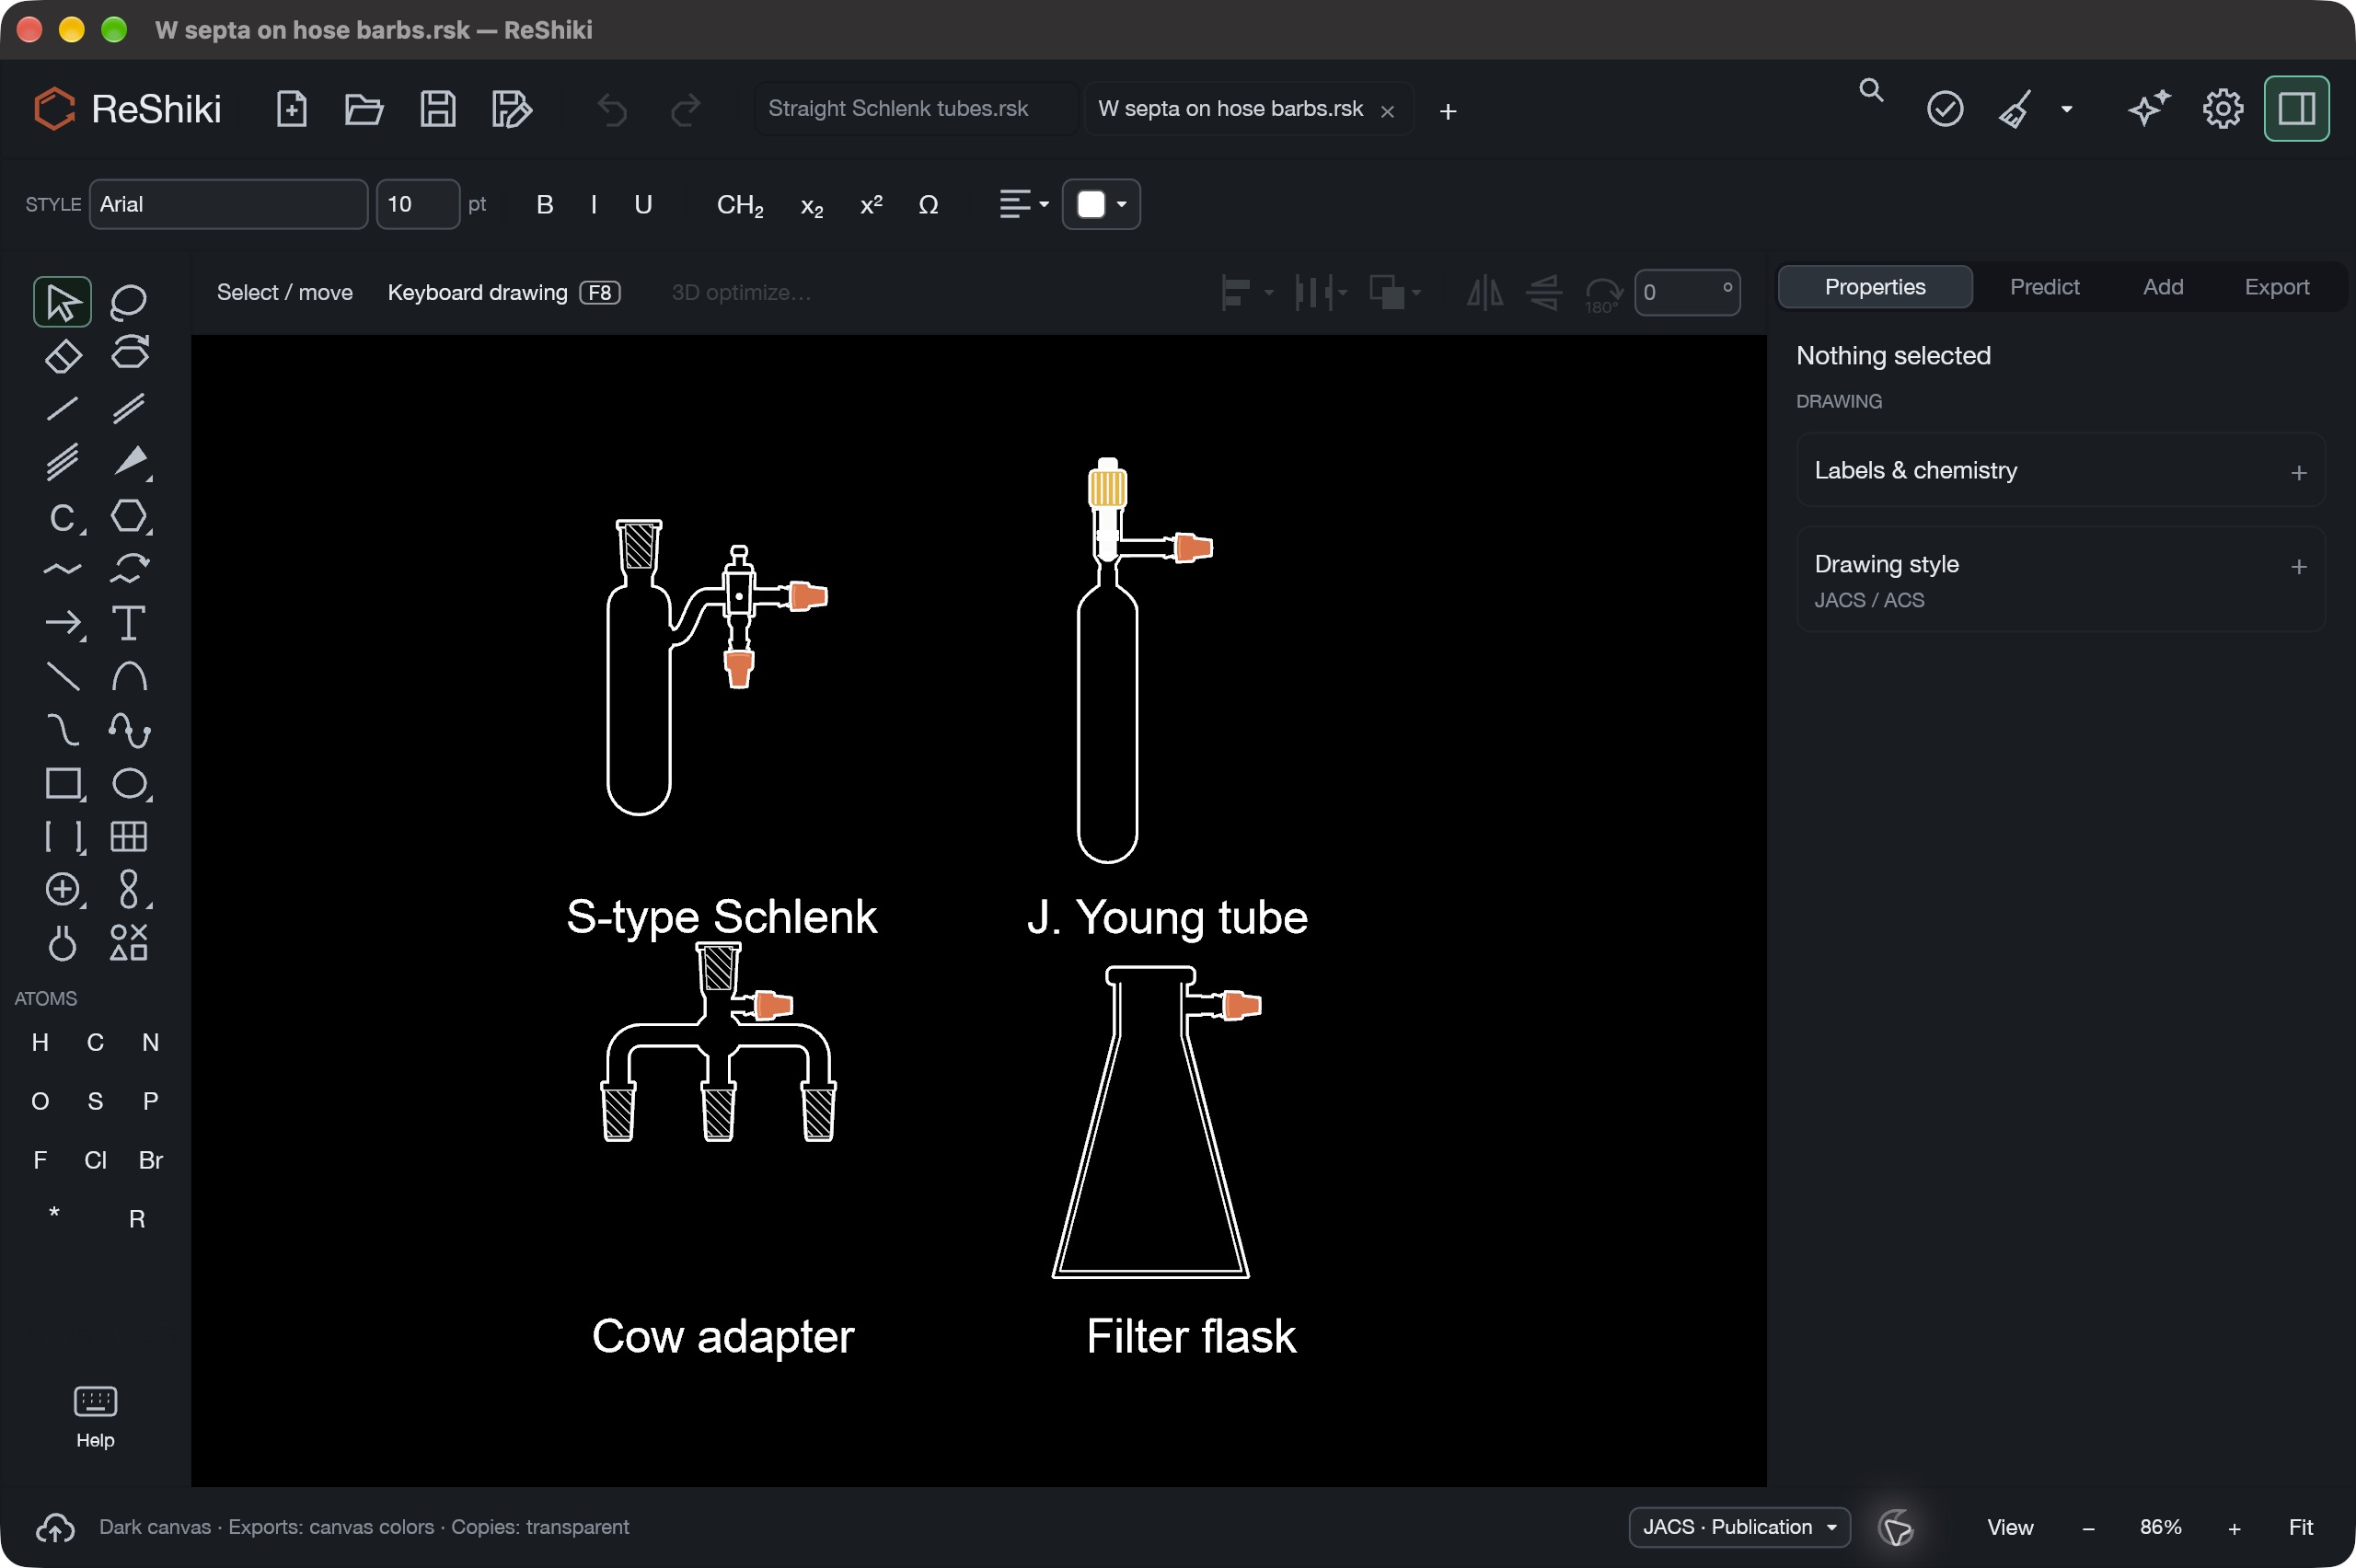 W septa on hose barbs.rsk — ReShiki
ReShiki
Straight Schlenk tubes.rsk
W septa on hose barbs.rsk ×
+
STYLE Arial 10 pt B I U CH₂ x₂ x² Ω
Select / move Keyboard drawing F8 3D optimize... 180° 0 °
Properties Predict Add Export
Nothing selected
DRAWING
Labels & chemistry +
Drawing style +
JACS / ACS
C
T
ATOMS
H C N
O S P
F Cl Br
* R
Help
S-type Schlenk
J. Young tube
Cow adapter
Filter flask
Dark canvas · Exports: canvas colors · Copies: transparent
JACS · Publication
View − 86% + Fit